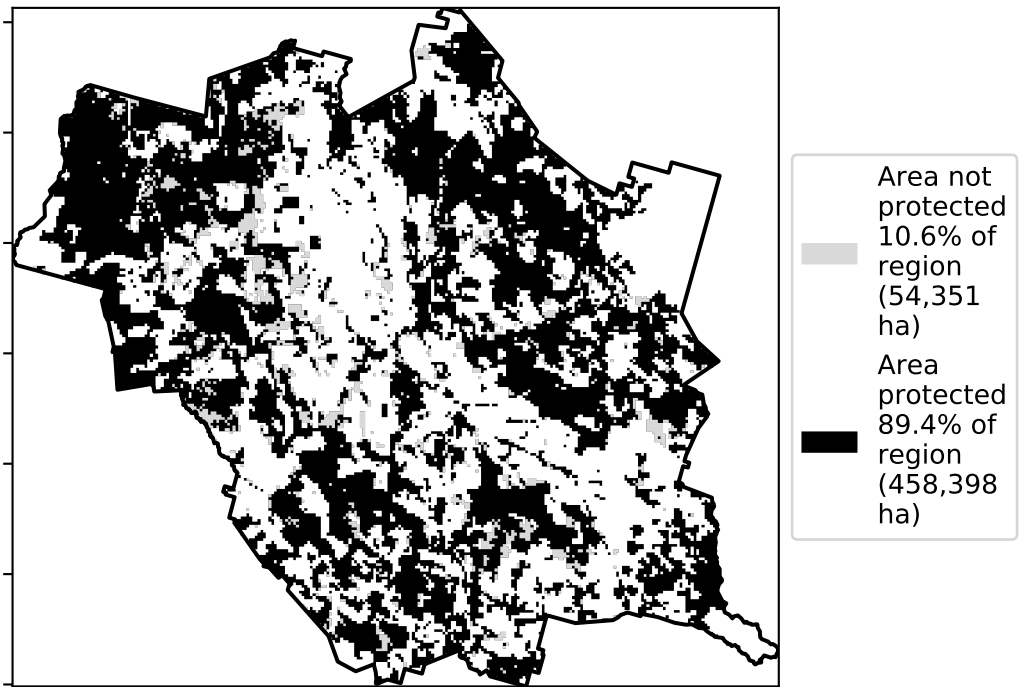 Area not
protected
10.6% of
region
(54,351
ha)
Area
protected
89.4% of
region
(458,398
ha)